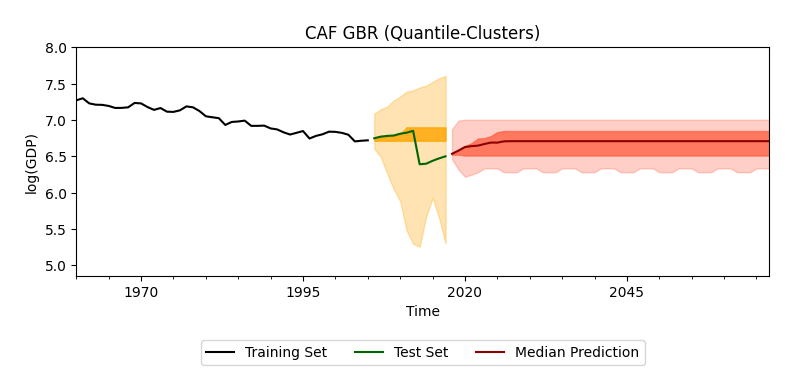 CAF GBR (Quantile-Clusters)
8.0
7.5
7.0
6.5
6.0
5.5
5.0
log(GDP)
1970 1995 2020 2045
Time
Training Set Test Set Median Prediction